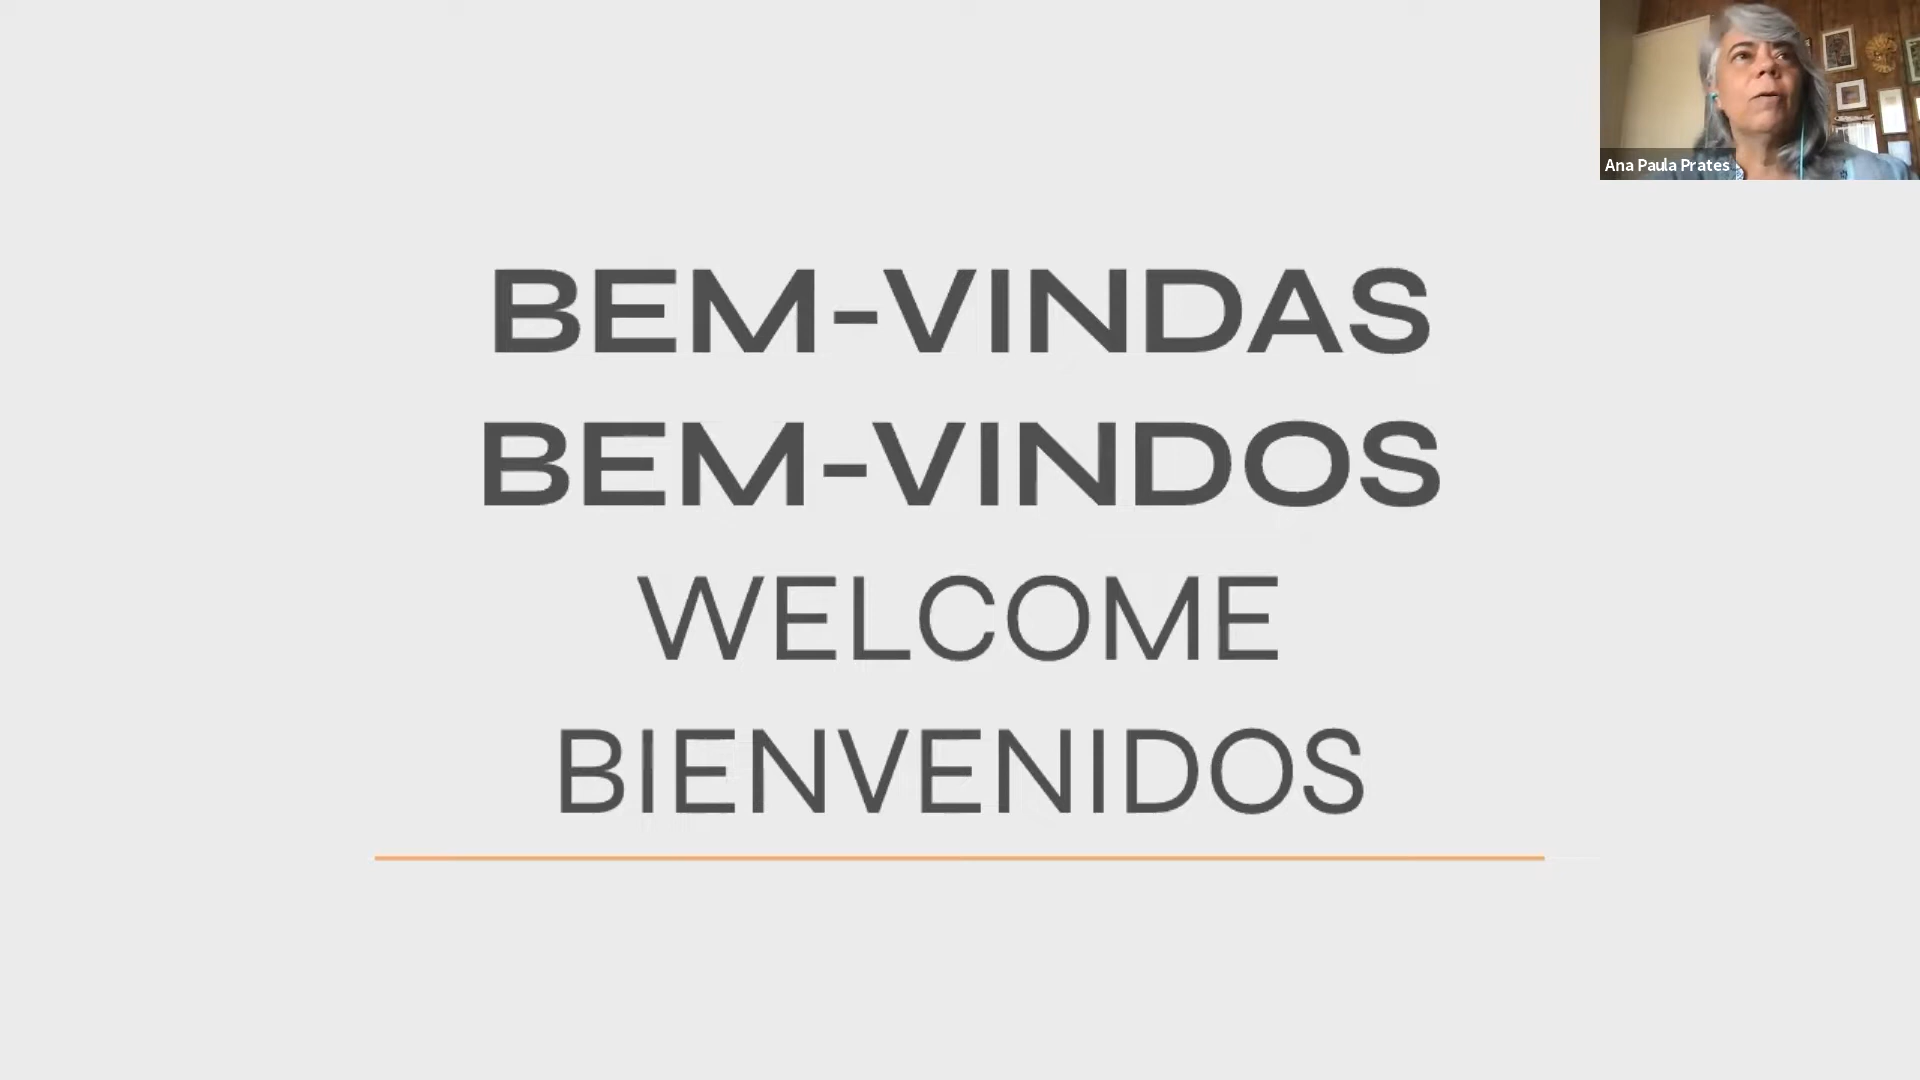 Ana Paula Prates
BEM-VINDAS
BEM-VINDOS
WELCOME
BIENVENIDOS